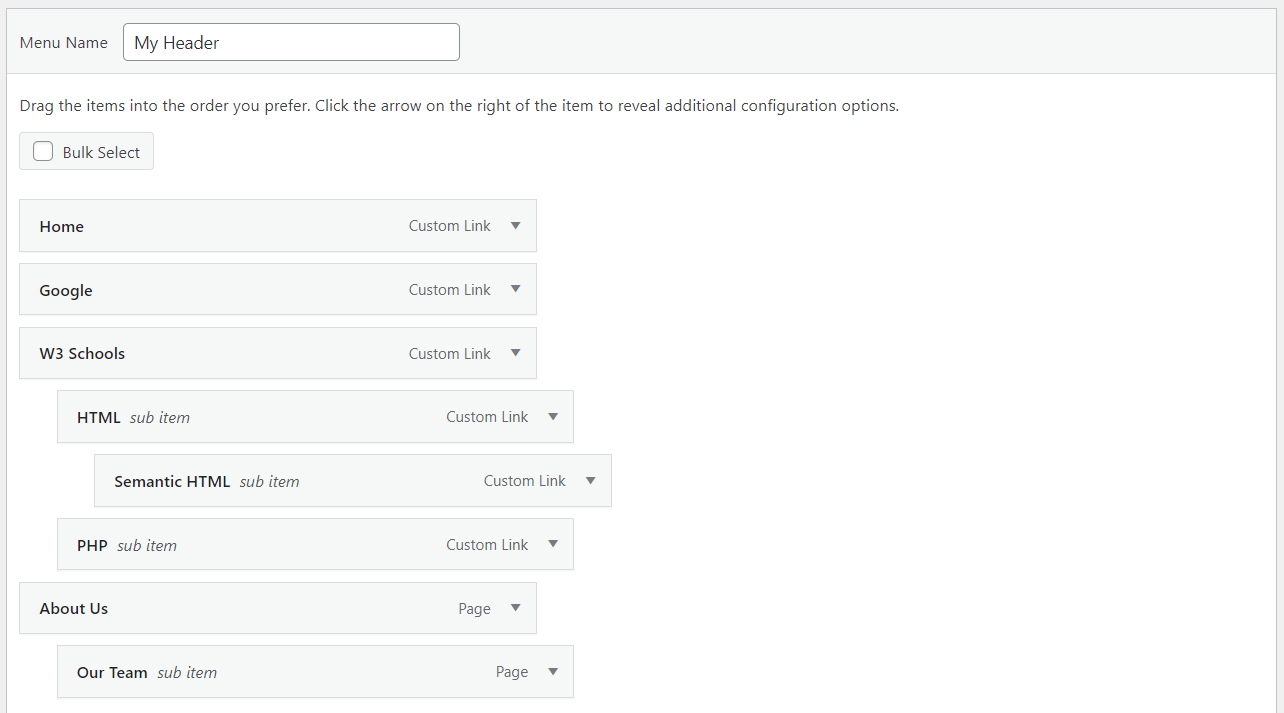 Menu Name My Header
Drag the items into the order you prefer. Click the arrow on the right of the item to reveal additional configuration options.
Bulk Select
Home Custom Link
Google Custom Link
W3 Schools Custom Link
HTML sub item Custom Link
Semantic HTML sub item Custom Link
PHP sub item Custom Link
About Us Page
Our Team sub item Page